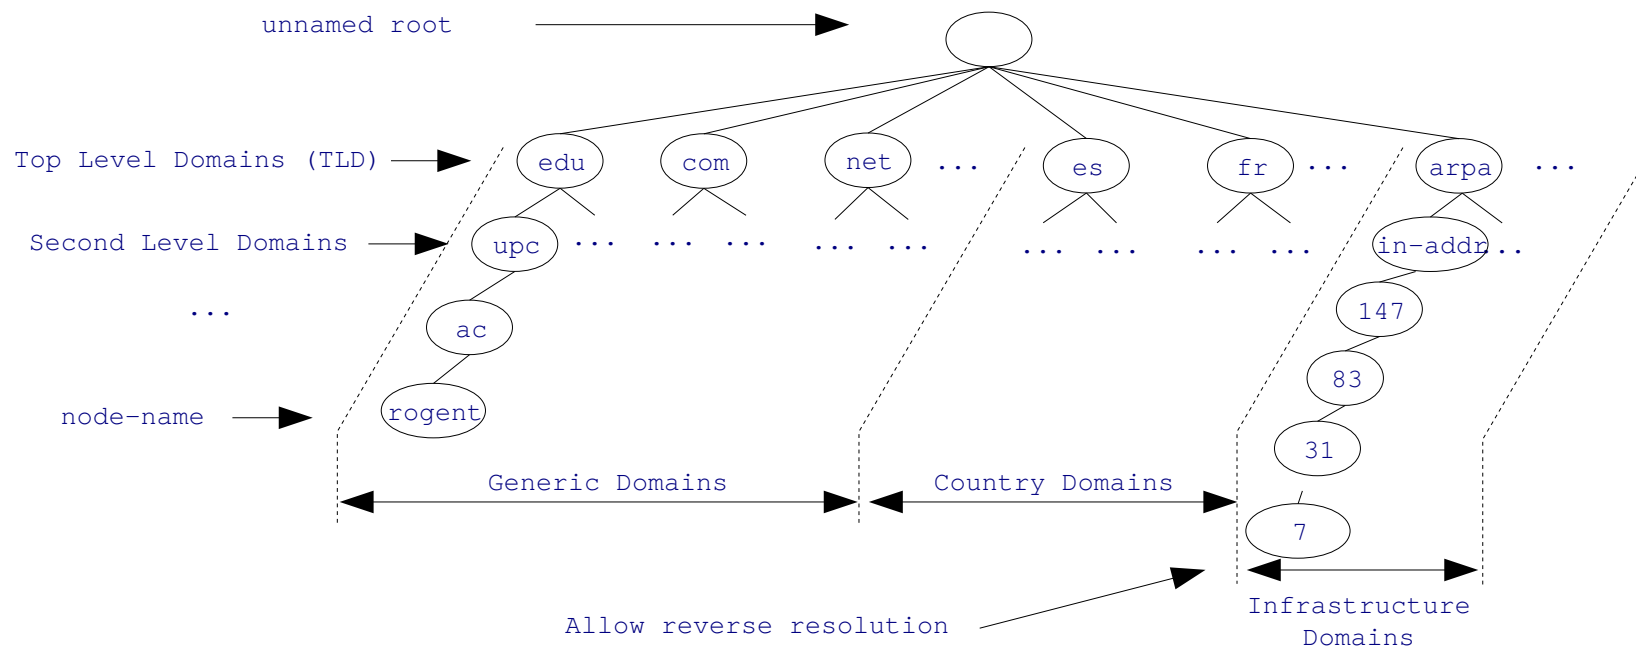 unnamed root
Top Level Domains (TLD)
edu
com
net
...
es
fr
...
arpa
...
Second Level Domains
upc
...
...
...
...
...
...
...
...
...
in-addr
...
...
147
ac
83
node-name
rogent
31
Generic Domains
Country Domains
7
Allow reverse resolution
Infrastructure
Domains